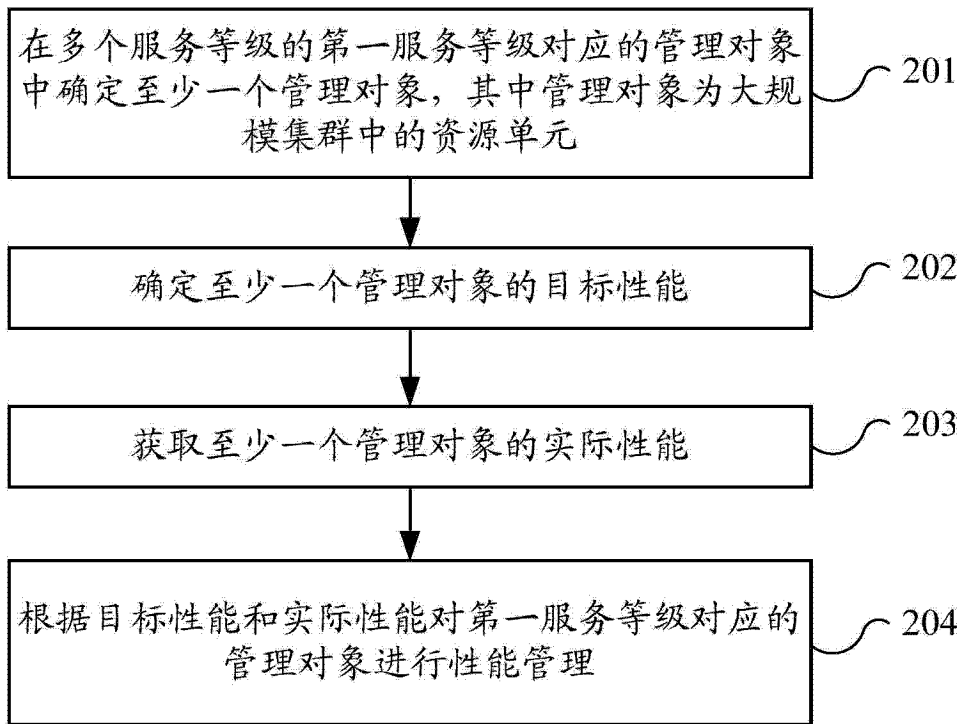 在多个服务等级的第一服务等级对应的管理对象
中确定至少一个管理对象，其中管理对象为大规
模集群中的资源单元
201
确定至少一个管理对象的目标性能
202
获取至少一个管理对象的实际性能
203
根据目标性能和实际性能对第一服务等级对应的
管理对象进行性能管理
204